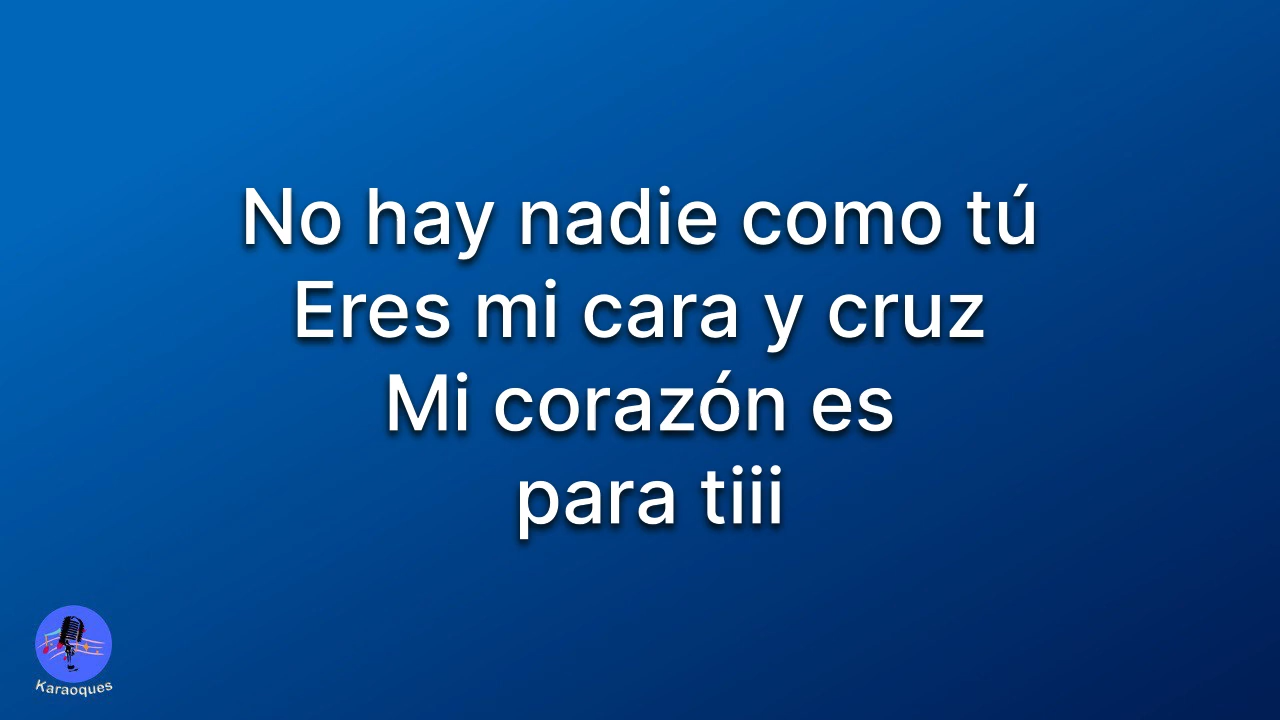 No hay nadie como tú
Eres mi cara y cruz
Mi corazón es
para tiii
Karaoques